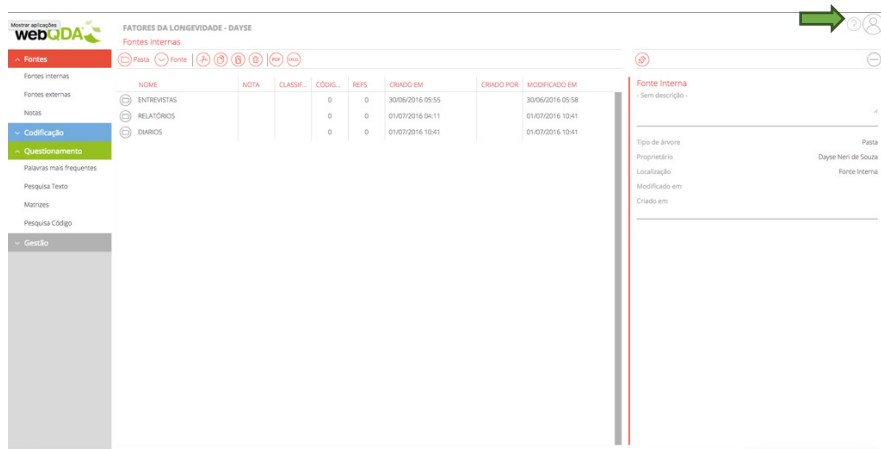 Mostrar aplicações
webQDA
FATORES DA LONGEVIDADE - DAYSE
Fontes internas
Fontes
Pasta Fonte PDF
Fontes internas
Fontes externas
Notas
Codificação
Questionamento
Palavras mais frequentes
Pesquisa Texto
Matrizes
Pesquisa Código
Gestão
NOME NOTA CLASSIF... CÓDIG... REFS CRIADO EM CRIADO POR MODIFICADO EM
ENTREVISTAS 0 0 30/06/2016 05:55 30/06/2016 05:58
RELATÓRIOS 0 0 01/07/2016 04:11 01/07/2016 10:41
DIARIOS 0 0 01/07/2016 10:41 01/07/2016 10:41
Fonte Interna
- Sem descrição -
Tipo de árvore Pasta
Proprietário Dayse Neri de Souza
Localização Fonte Interna
Modificado em
Criado em